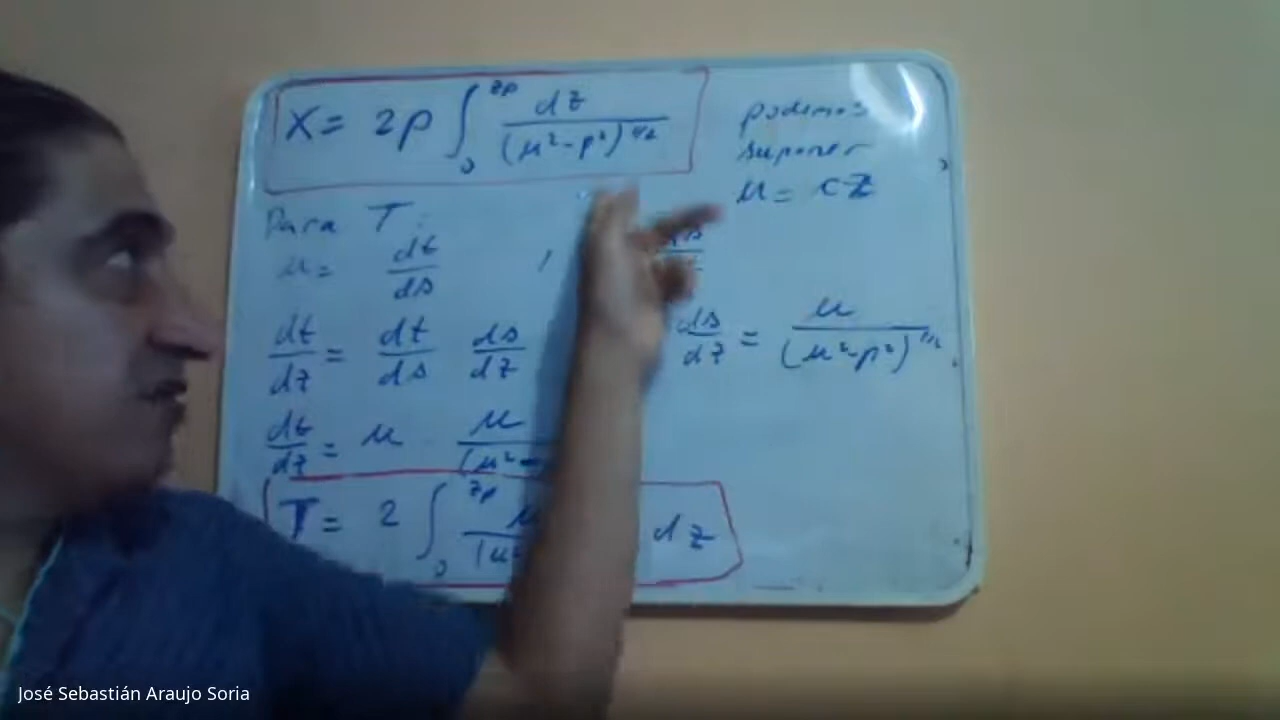 X = 2p ∫₀^{zp} dz / (μ² - p²)^{1/2}
podemos
suponer
μ = cz
Para T:
μ = dt/ds ,
dt/dz = dt/ds ds/dz
ds/dz = μ / (μ² - p²)^{1/2}
dt/dz = μ μ / (μ² -
T = 2 ∫₀^{zp} dz
José Sebastián Araujo Soria